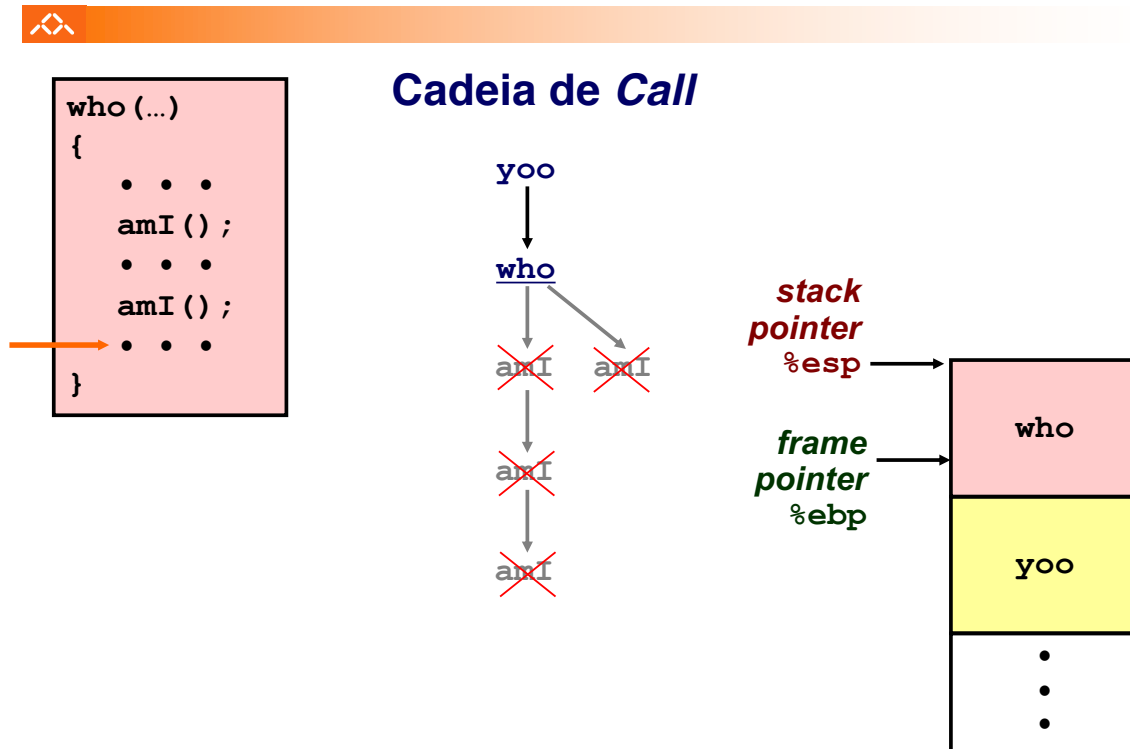 Cadeia de Call
who(…)
{
• • •
amI();
• • •
amI();
• • •
}
yoo
who
amI amI
amI
amI
stack
pointer
%esp
frame
pointer
%ebp
who
yoo
•
•
•